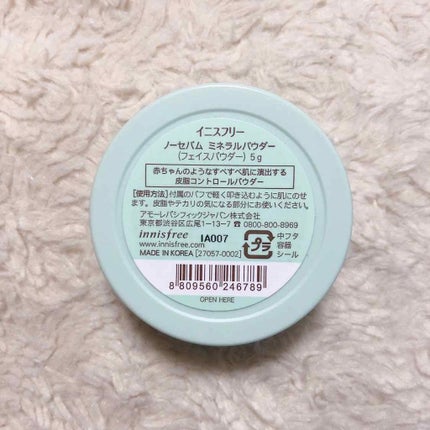 イニスフリー
ノーセバム ミネラルパウダー
(フェイスパウダー) 5g
赤ちゃんのようなすべすべ肌に演出する
皮脂コントロールパウダー
[使用方法] 付属のパフで軽く叩き込むように肌にのせ
ます。皮脂やテカリの気になる部分にお使いください。
アモーレパシフィックジャパン株式会社
東京都渋谷区広尾1-13-7 ☎0800-800-8969
innisfree IA007
www.innisfree.com
プラ
中フタ
容器
シール
MADE IN KOREA [27057-0002]
8 809560 246789
OPEN HERE